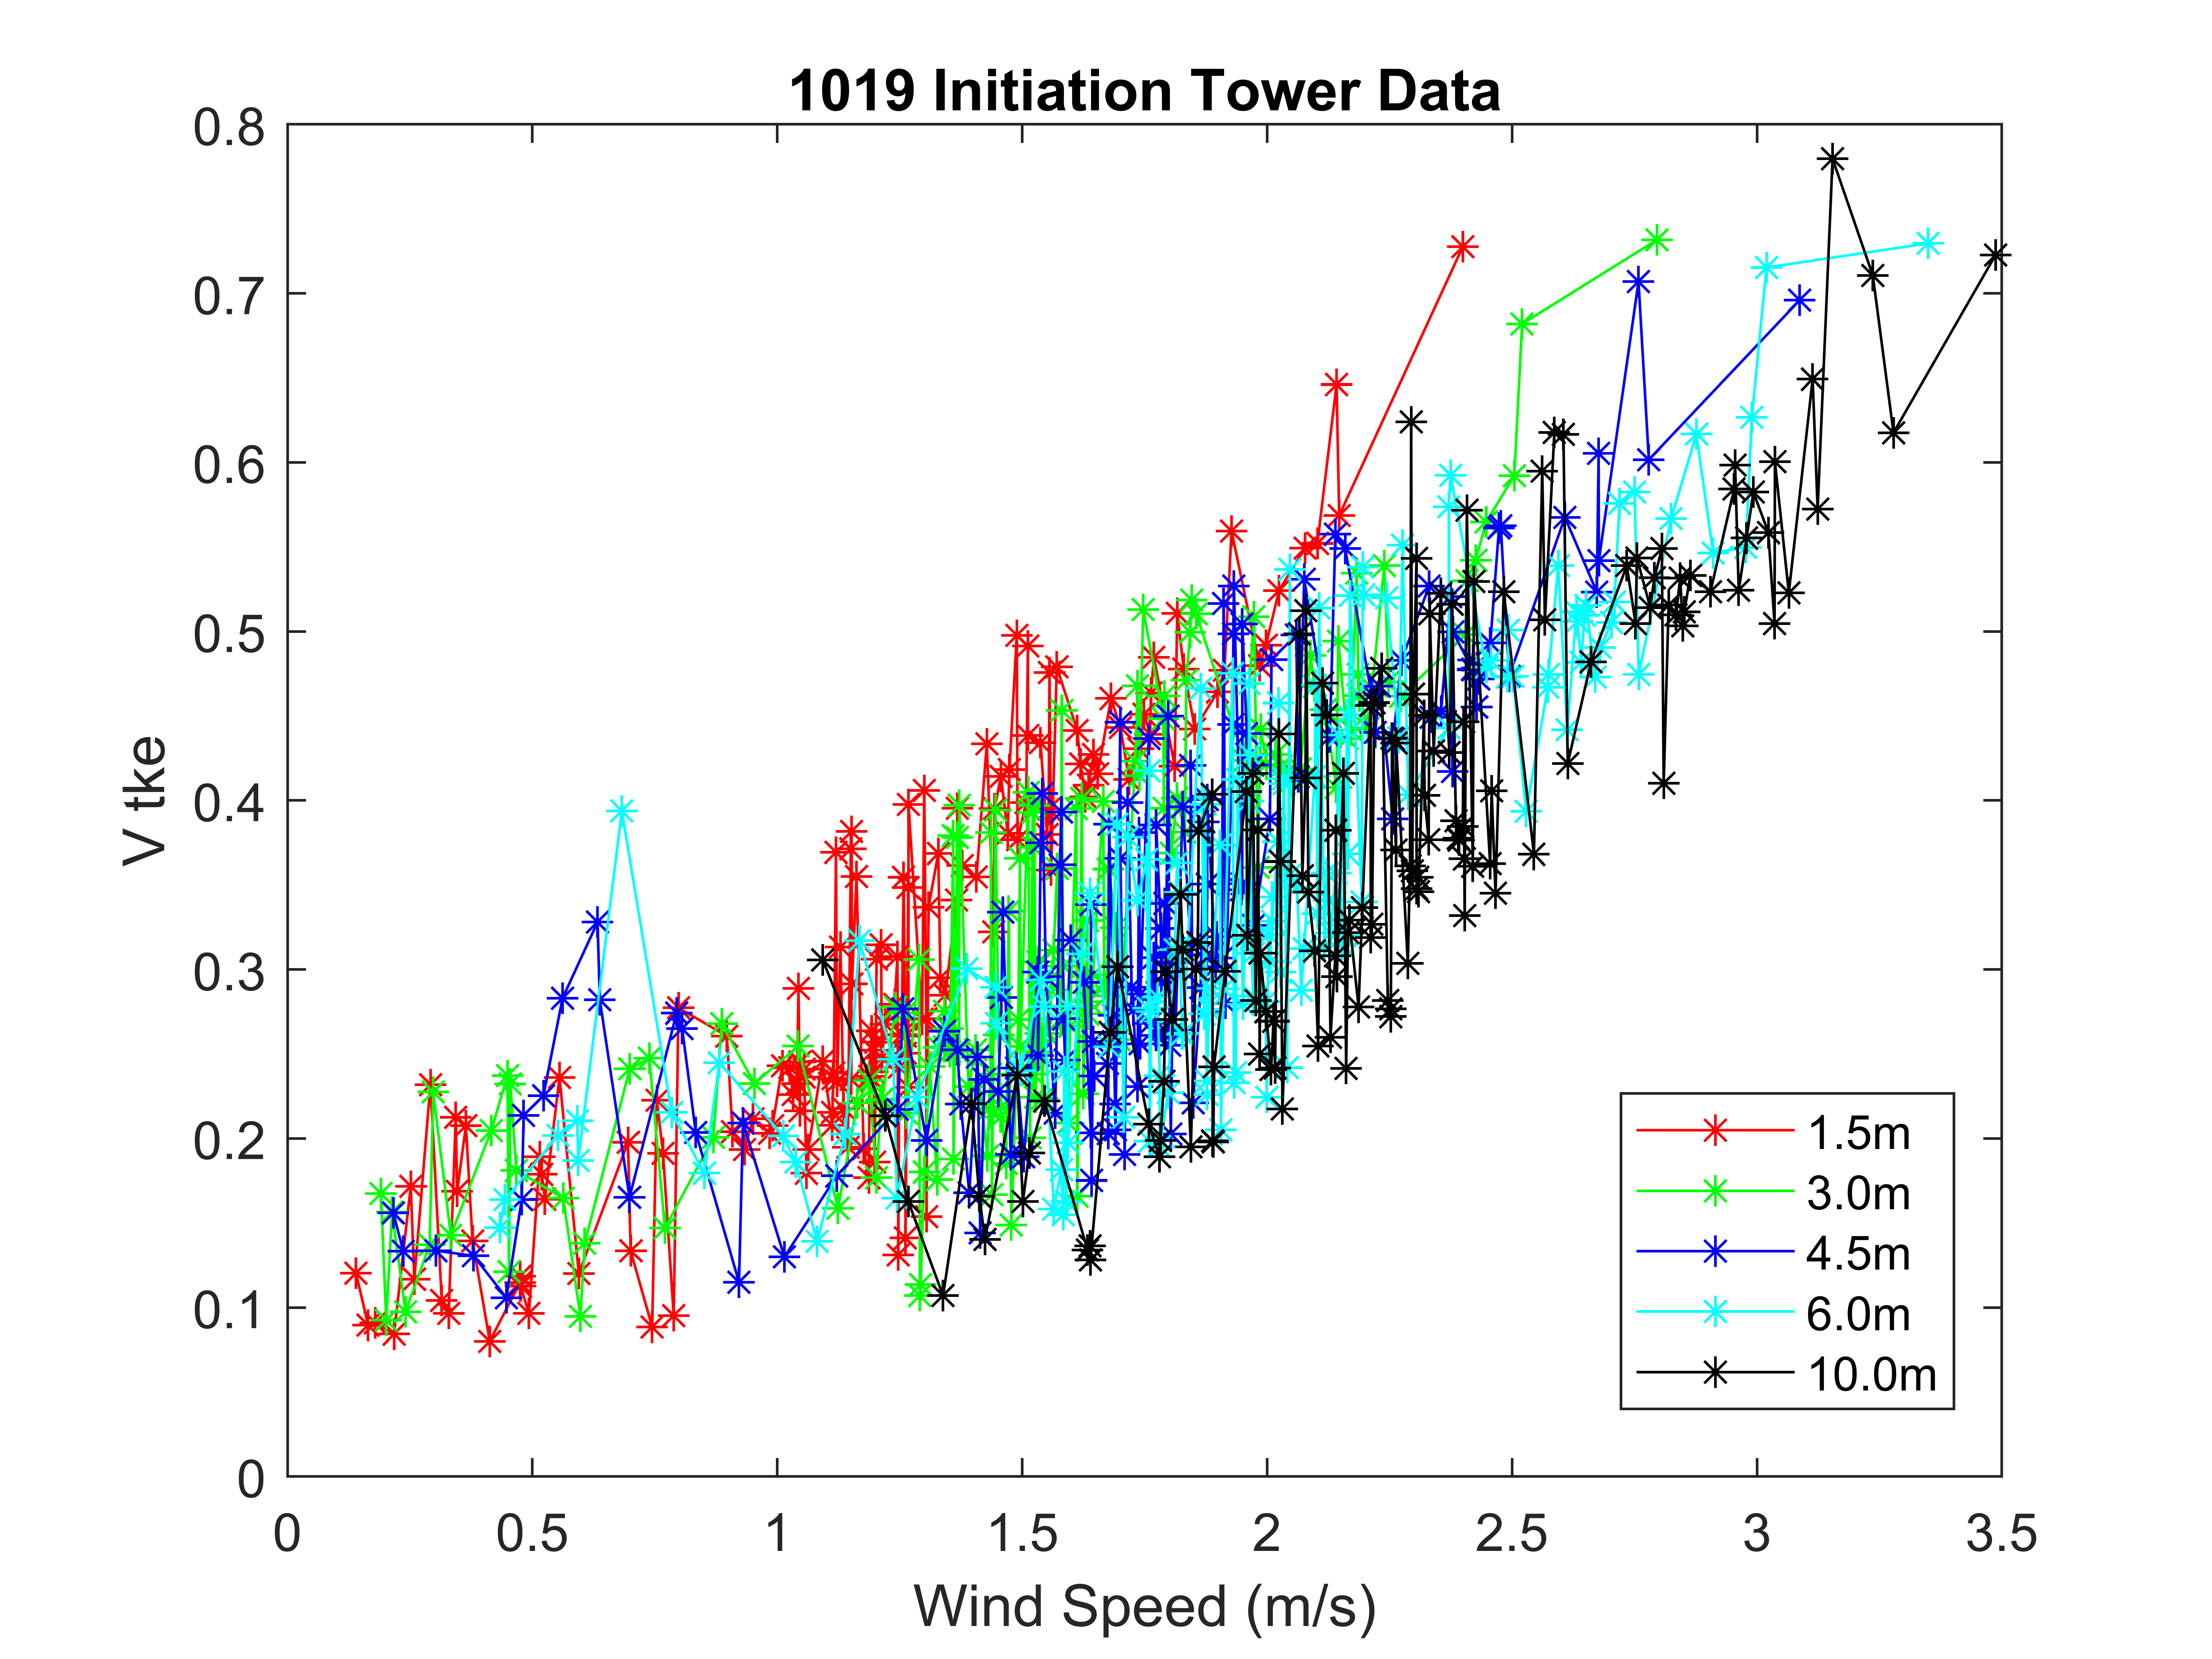 1019 Initiation Tower Data
0.8
0.7
0.6
0.5
0.4
0.3
0.2
0.1
0
V tke
1.5m
3.0m
4.5m
6.0m
10.0m
0 0.5 1 1.5 2 2.5 3 3.5
Wind Speed (m/s)